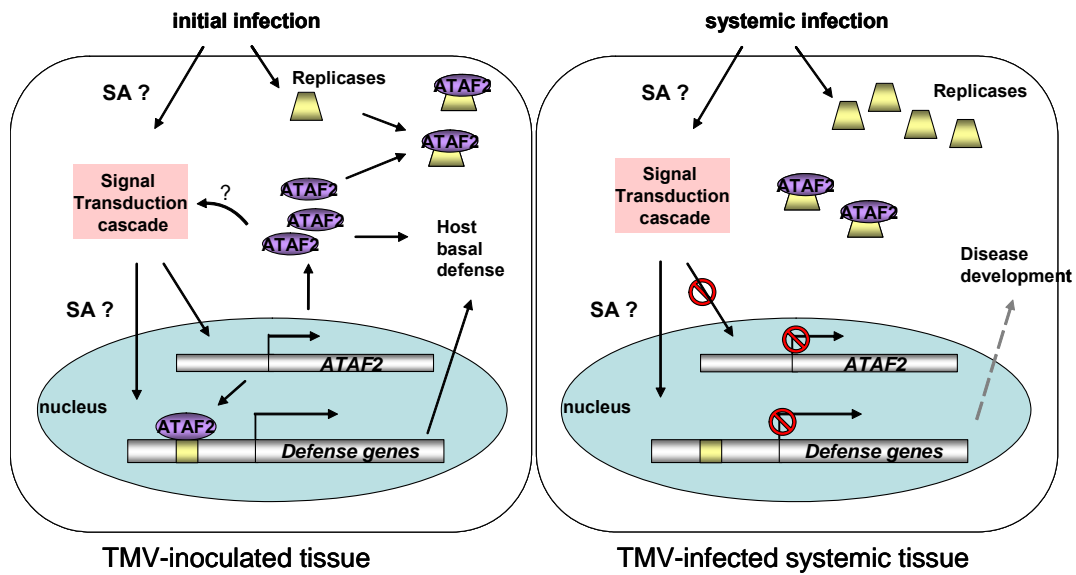 initial infection
SA ?
Replicases
ATAF2
ATAF2
Signal
Transduction
cascade
?
ATAF2
ATAF2
ATAF2
Host
basal
defense
SA ?
ATAF2
nucleus
ATAF2
Defense genes
TMV-inoculated tissue
systemic infection
SA ?
Replicases
Signal
Transduction
cascade
ATAF2
ATAF2
Disease
development
SA ?
ATAF2
nucleus
Defense genes
TMV-infected systemic tissue